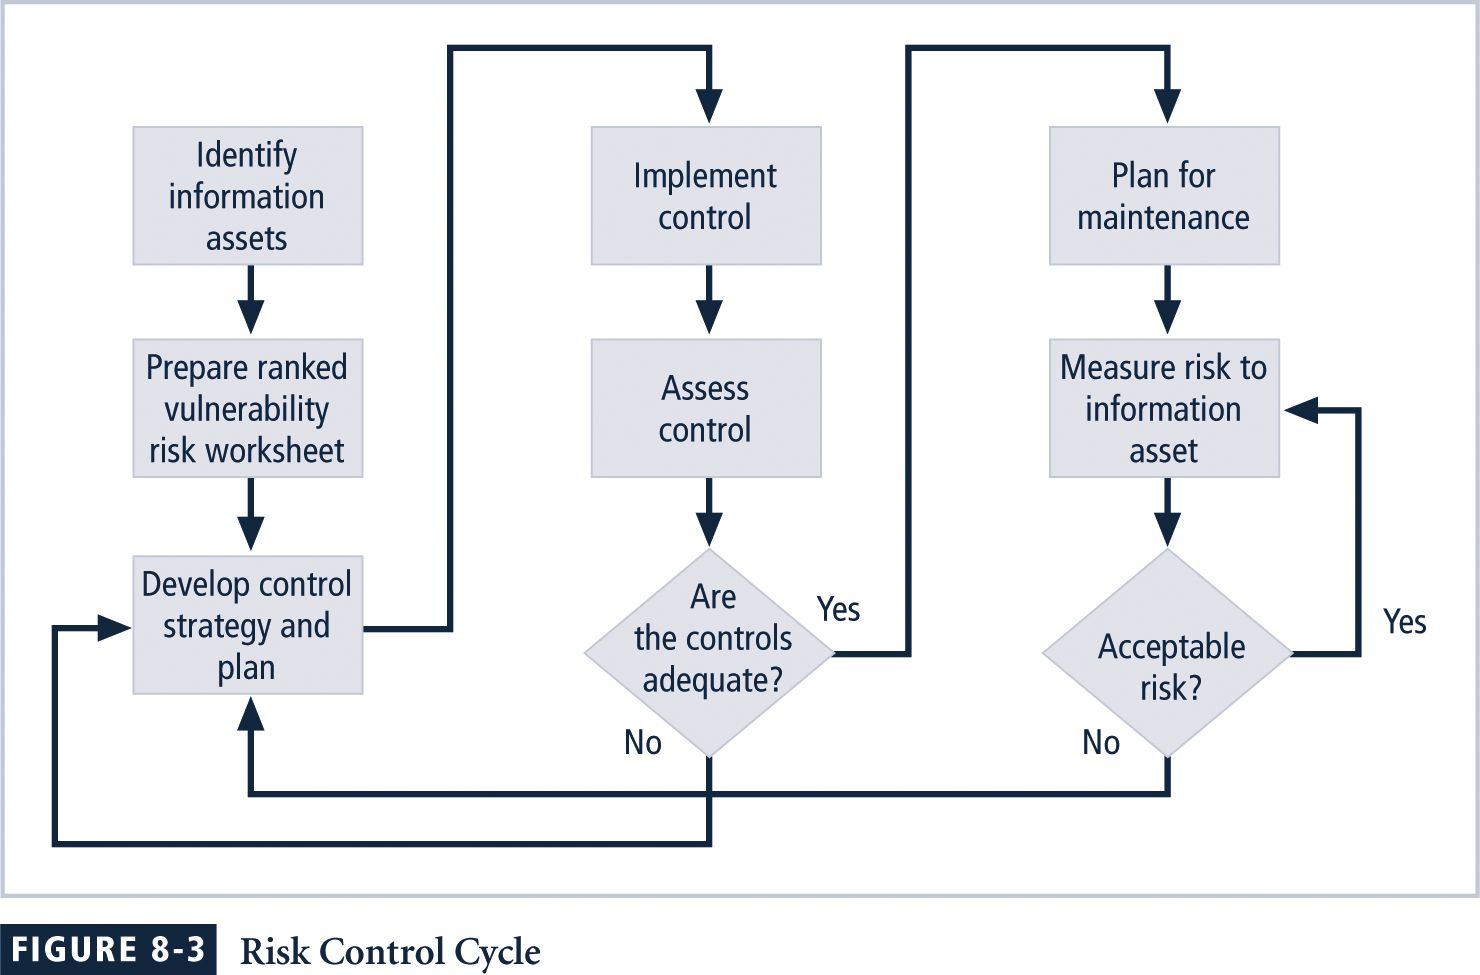 Identify
information
assets
Prepare ranked
vulnerability
risk worksheet
Develop control
strategy and
plan
Implement
control
Assess
control
Are
the controls
adequate?
Yes
No
Plan for
maintenance
Measure risk to
information
asset
Acceptable
risk?
Yes
No
FIGURE 8-3 Risk Control Cycle